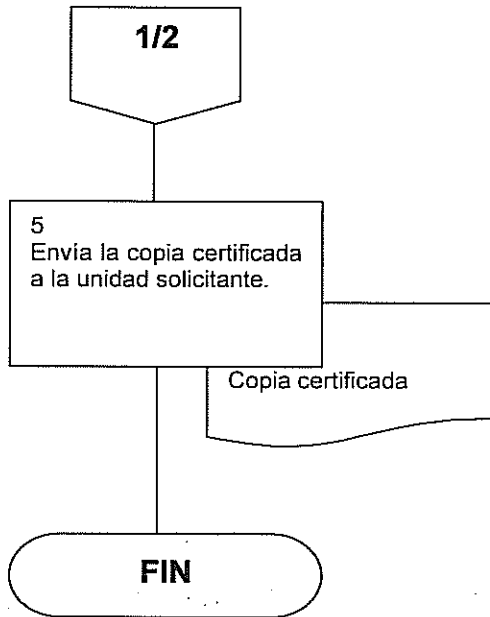 1/2
5
Envía la copia certificada
a la unidad solicitante.
Copia certificada
FIN